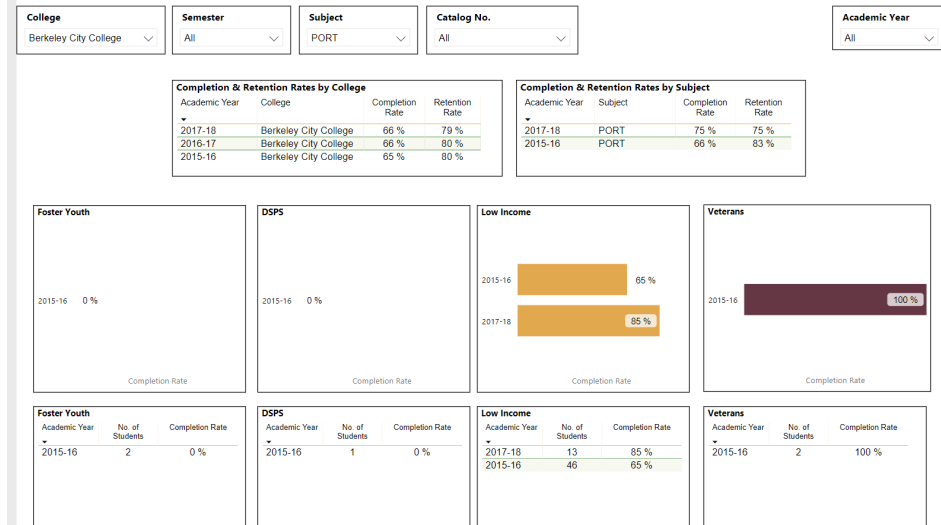 College Semester Subject Catalog No. Academic Year
Berkeley City College All PORT All All
Completion & Retention Rates by College
Academic Year College Completion Rate Retention Rate
2017-18 Berkeley City College 66 % 79 %
2016-17 Berkeley City College 66 % 80 %
2015-16 Berkeley City College 65 % 80 %
Completion & Retention Rates by Subject
Academic Year Subject Completion Rate Retention Rate
2017-18 PORT 75 % 75 %
2015-16 PORT 66 % 83 %
Foster Youth
2015-16 0 %
Completion Rate
DSPS
2015-16 0 %
Completion Rate
Low Income
2015-16 65 %
2017-18 85 %
Completion Rate
Veterans
2015-16 100 %
Completion Rate
Foster Youth
Academic Year No. of Students Completion Rate
2015-16 2 0 %
DSPS
Academic Year No. of Students Completion Rate
2015-16 1 0 %
Low Income
Academic Year No. of Students Completion Rate
2017-18 13 85 %
2015-16 46 65 %
Veterans
Academic Year No. of Students Completion Rate
2015-16 2 100 %